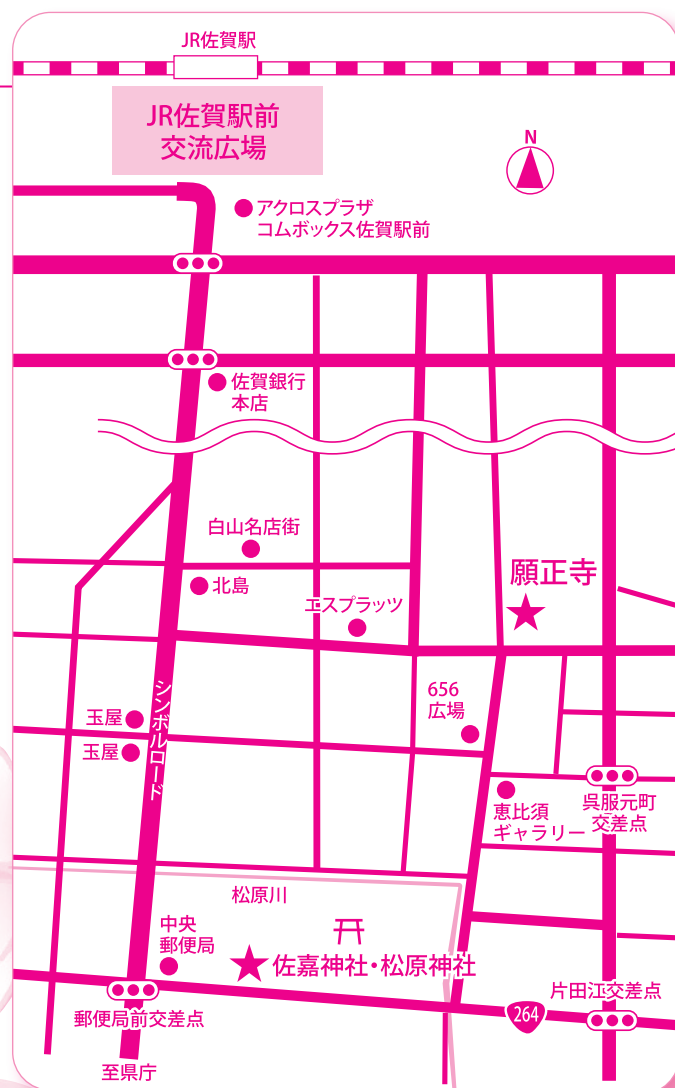 JR佐賀駅
JR佐賀駅前
交流広場
N
アクロスプラザ
コムボックス佐賀駅前
佐賀銀行
本店
白山名店街
北島
エスプラッツ
願正寺
シンボルロード
玉屋
玉屋
656
広場
恵比須
ギャラリー
呉服元町
交差点
松原川
中央
郵便局
佐嘉神社・松原神社
片田江交差点
264
郵便局前交差点
至県庁